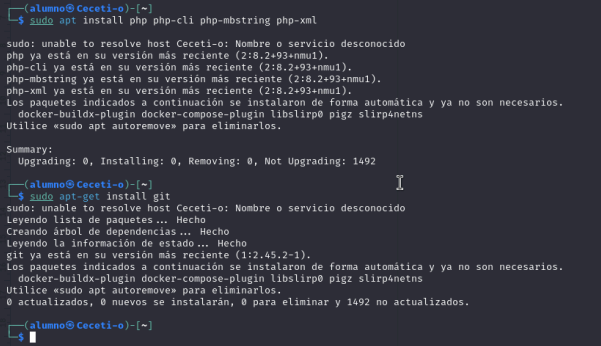 ┌──(alumno㉿Ceceti-o)-[~]
└─$ sudo apt install php php-cli php-mbstring php-xml
sudo: unable to resolve host Ceceti-o: Nombre o servicio desconocido
php ya está en su versión más reciente (2:8.2+93+nmu1).
php-cli ya está en su versión más reciente (2:8.2+93+nmu1).
php-mbstring ya está en su versión más reciente (2:8.2+93+nmu1).
php-xml ya está en su versión más reciente (2:8.2+93+nmu1).
Los paquetes indicados a continuación se instalaron de forma automática y ya no son necesarios.
  docker-buildx-plugin docker-compose-plugin libslirp0 pigz slirp4netns
Utilice «sudo apt autoremove» para eliminarlos.
Summary:
  Upgrading: 0, Installing: 0, Removing: 0, Not Upgrading: 1492
┌──(alumno㉿Ceceti-o)-[~]
└─$ sudo apt-get install git
sudo: unable to resolve host Ceceti-o: Nombre o servicio desconocido
Leyendo lista de paquetes... Hecho
Creando árbol de dependencias... Hecho
Leyendo la información de estado... Hecho
git ya está en su versión más reciente (1:2.45.2-1).
Los paquetes indicados a continuación se instalaron de forma automática y ya no son necesarios.
  docker-buildx-plugin docker-compose-plugin libslirp0 pigz slirp4netns
Utilice «sudo apt autoremove» para eliminarlos.
0 actualizados, 0 nuevos se instalarán, 0 para eliminar y 1492 no actualizados.
┌──(alumno㉿Ceceti-o)-[~]
└─$